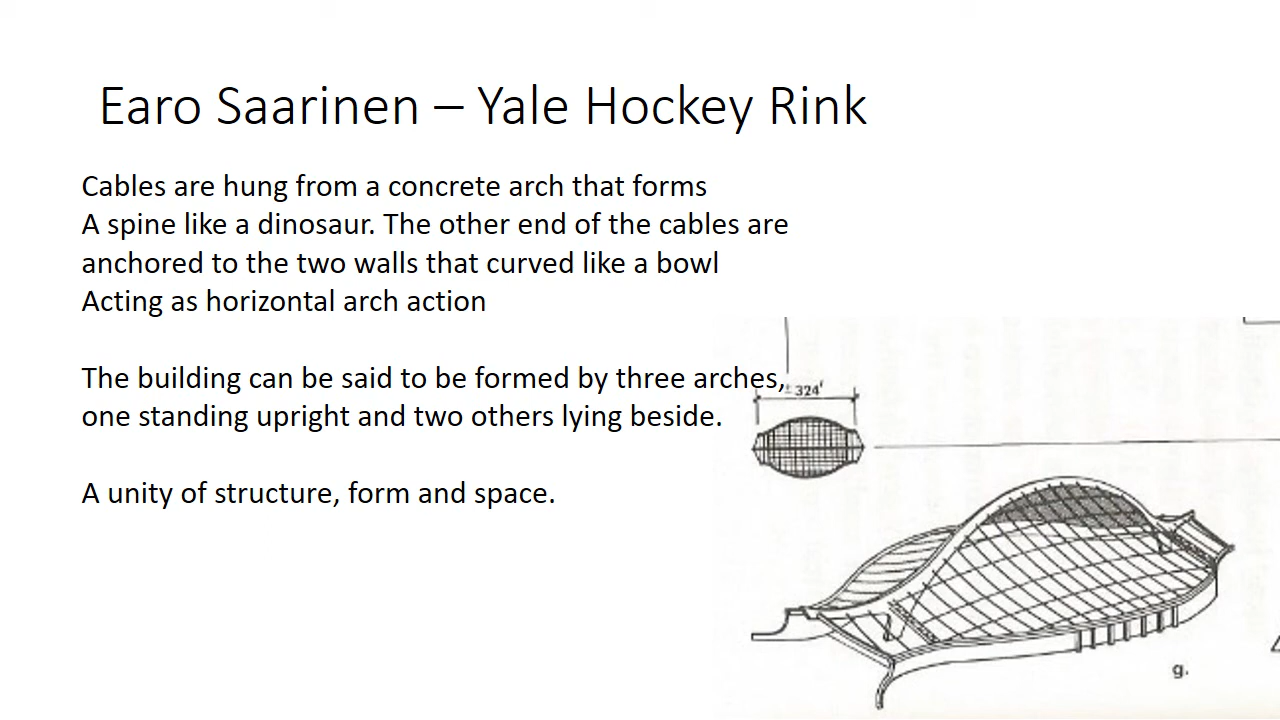 Earo Saarinen – Yale Hockey Rink
Cables are hung from a concrete arch that forms
A spine like a dinosaur. The other end of the cables are
anchored to the two walls that curved like a bowl
Acting as horizontal arch action
The building can be said to be formed by three arches,
one standing upright and two others lying beside.
A unity of structure, form and space.
± 324'
g.